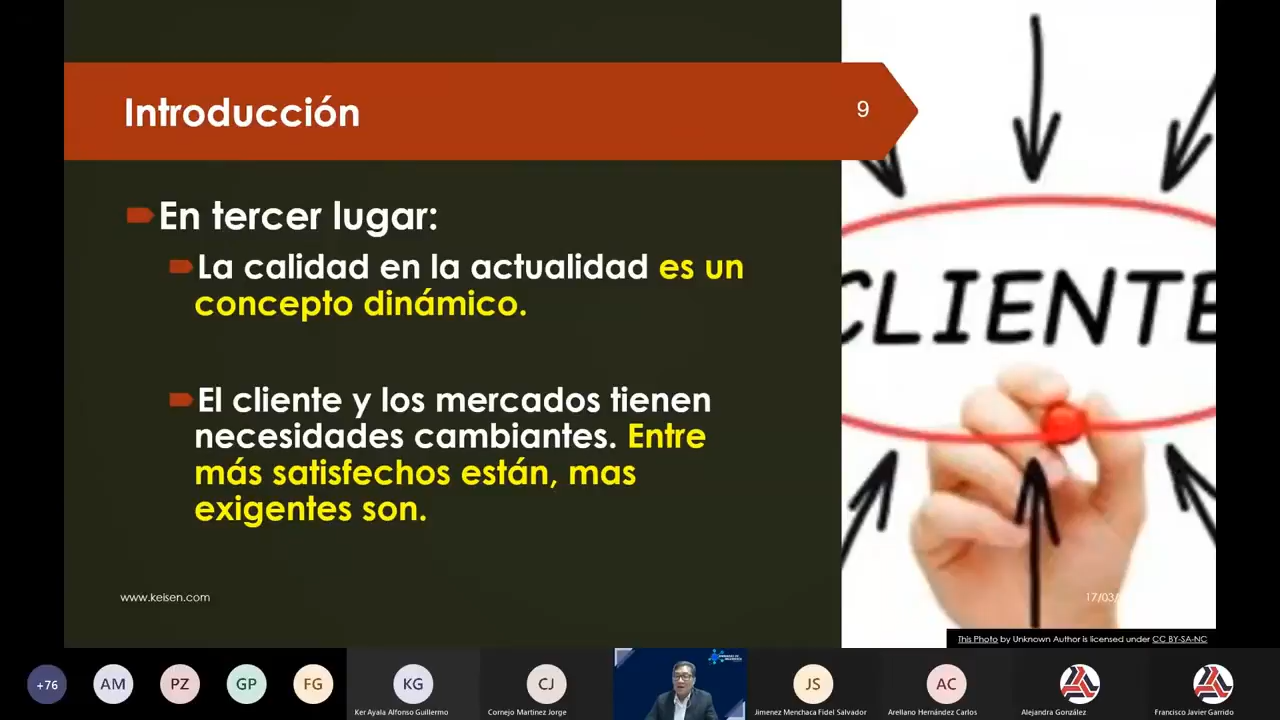 Introducción
9
En tercer lugar:
La calidad en la actualidad es un
concepto dinámico.
El cliente y los mercados tienen
necesidades cambiantes. Entre
más satisfechos están, mas
exigentes son.
CLIENTE
www.keisen.com
17/03/
This Photo by Unknown Author is licensed under CC BY-SA-NC
+76
AM
PZ
GP
FG
KG
CJ
JS
AC
Ker Ayala Alfonso Guillermo
Cornejo Martinez Jorge
Jimenez Menchaca Fidel Salvador
Arellano Hernández Carlos
Alejandra González
Francisco Javier Garrido